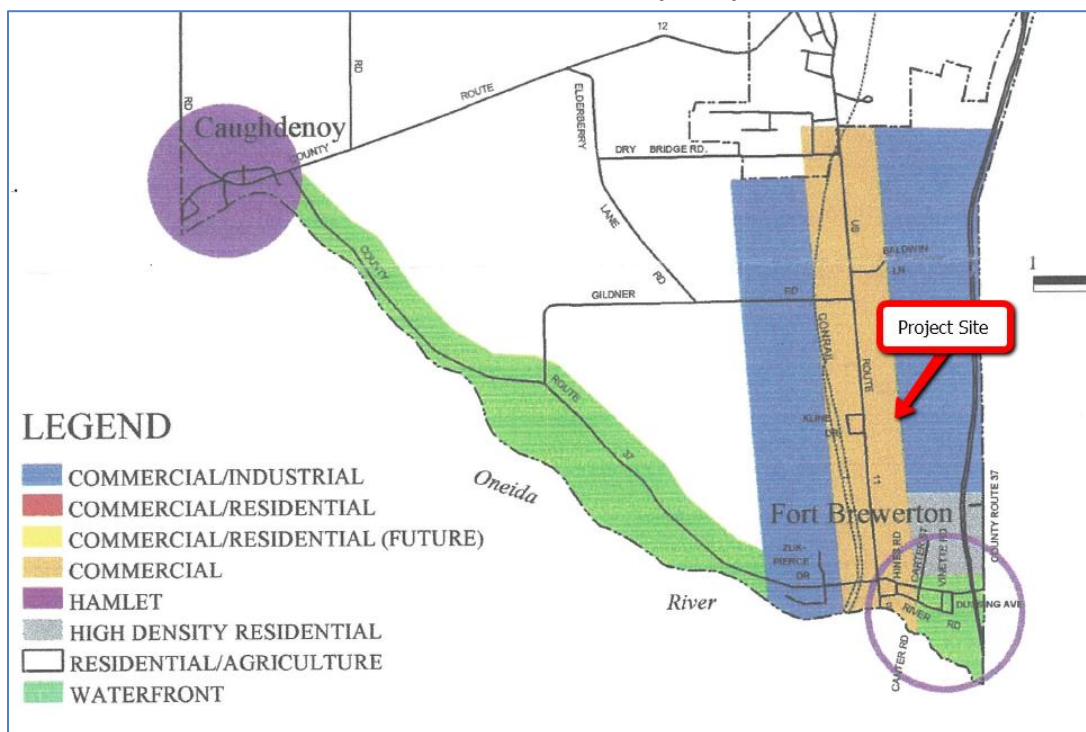 12
RD
RD
ROUTE
ELDERBERRY
Caughdenoy
COUNTY
DRY BRIDGE RD.
LANE
RD
US
BALDWIN
LN
COUNTY
GILDNER RD
1
CONRAIL
Project Site
ROUTE
ROUTE
KLINE
DR
LEGEND
COMMERCIAL/INDUSTRIAL
COMMERCIAL/RESIDENTIAL
COMMERCIAL/RESIDENTIAL (FUTURE)
COMMERCIAL
HAMLET
HIGH DENSITY RESIDENTIAL
RESIDENTIAL/AGRICULTURE
WATERFRONT
37
Oneida
River
11
COUNTY ROUTE 37
Fort Brewerton
ZUK-
PIERCE
DR
HINES RD
CARTER ST
VINETTE RD
RIVER RD
CARTER RD